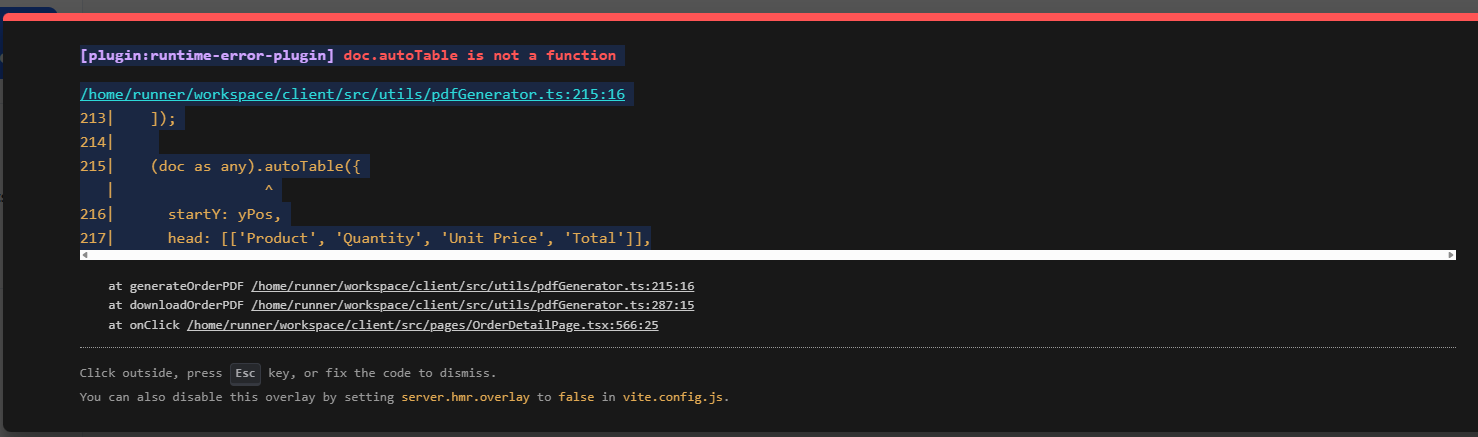 [plugin:runtime-error-plugin] doc.autoTable is not a function
/home/runner/workspace/client/src/utils/pdfGenerator.ts:215:16
213|    ]);
214|
215|    (doc as any).autoTable({
   |                 ^
216|      startY: yPos,
217|      head: [['Product', 'Quantity', 'Unit Price', 'Total']],
at generateOrderPDF /home/runner/workspace/client/src/utils/pdfGenerator.ts:215:16
at downloadOrderPDF /home/runner/workspace/client/src/utils/pdfGenerator.ts:287:15
at onClick /home/runner/workspace/client/src/pages/OrderDetailPage.tsx:566:25
Click outside, press Esc key, or fix the code to dismiss.
You can also disable this overlay by setting server.hmr.overlay to false in vite.config.js.